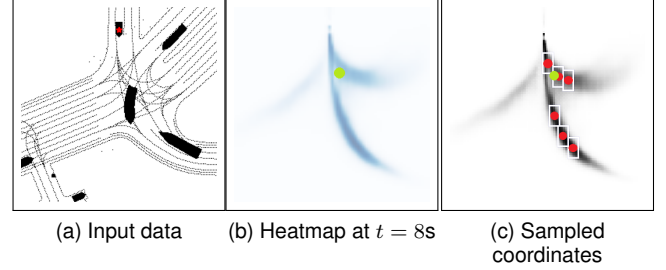 (a) Input data
(b) Heatmap at t = 8s
(c) Sampled
coordinates